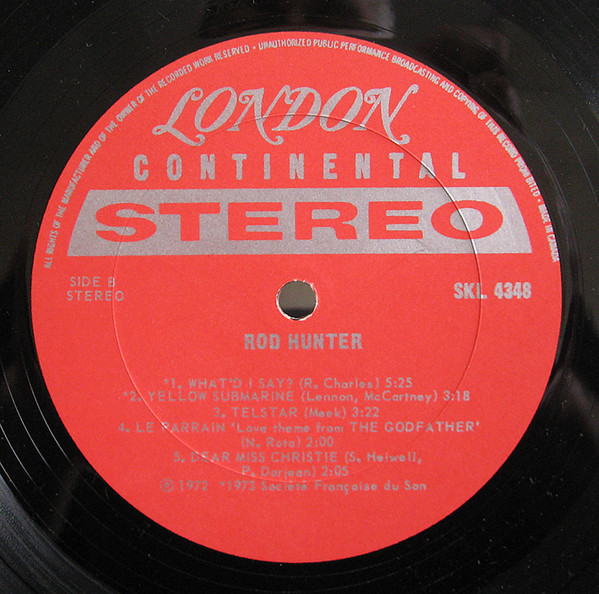 ALL RIGHTS OF THE MANUFACTURER AND OF THE OWNER OF THE RECORDED WORK RESERVED • UNAUTHORIZED PUBLIC PERFORMANCE BROADCASTING AND COPYING OF THIS RECORD PROHIBITED • MADE IN CANADA
LONDON
CONTINENTAL
STEREO
SIDE B
STEREO
SKL 4348
ROD HUNTER
*1. WHAT'D I SAY? (R. Charles) 5:25
*2. YELLOW SUBMARINE (Lennon, McCartney) 3:18
3. TELSTAR (Meek) 3:22
4. LE PARRAIN "Love theme from THE GODFATHER"
(N. Rota) 2:00
5. DEAR MISS CHRISTIE (S. Helwell,
P. Darjean) 2:05
Ⓟ 1972 *1973 Société Françoise du Son